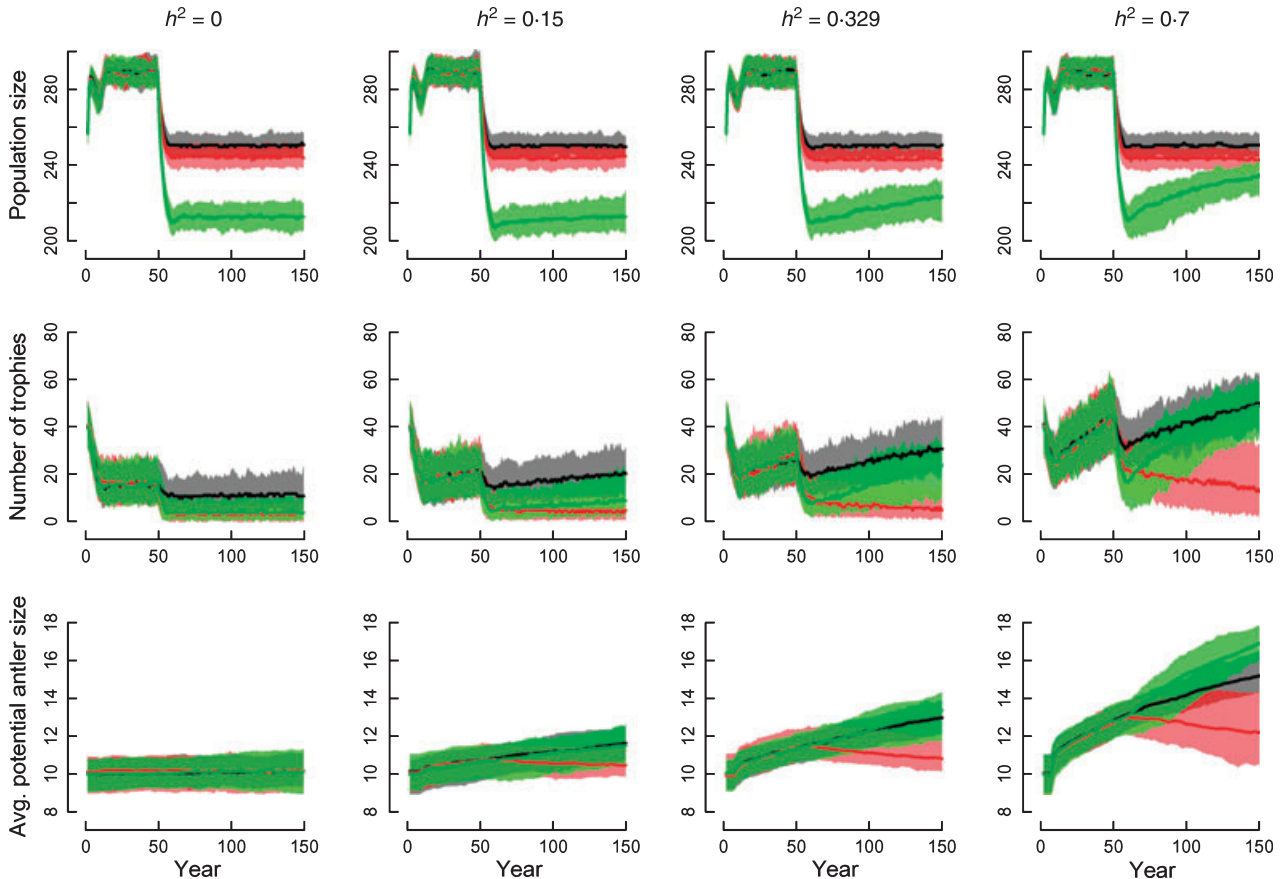 h² = 0
h² = 0·15
h² = 0·329
h² = 0·7
Population size
200 240 280
0 50 100 150
200 240 280
0 50 100 150
200 240 280
0 50 100 150
200 240 280
0 50 100 150
Number of trophies
0 20 40 60 80
0 50 100 150
0 20 40 60 80
0 50 100 150
0 20 40 60 80
0 50 100 150
0 20 40 60 80
0 50 100 150
Avg. potential antler size
8 10 12 14 16 18
0 50 100 150
8 10 12 14 16 18
0 50 100 150
8 10 12 14 16 18
0 50 100 150
8 10 12 14 16 18
0 50 100 150
Year
Year
Year
Year